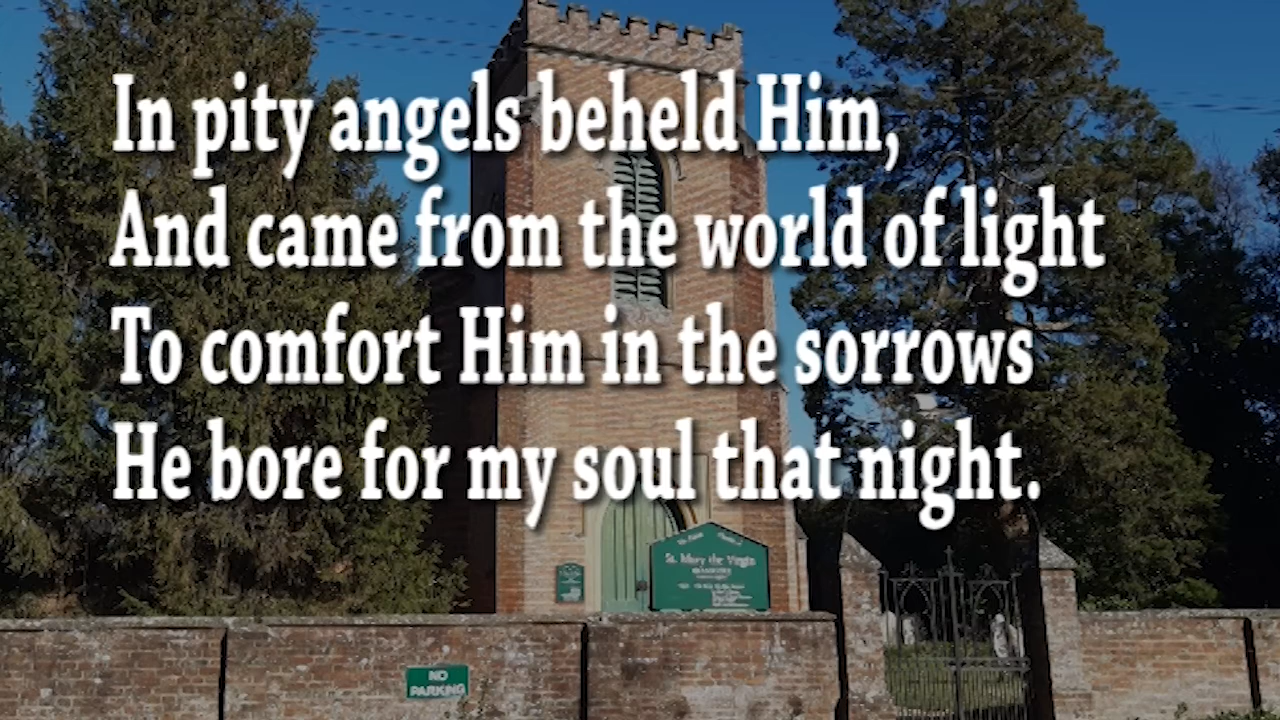 In pity angels beheld Him,
And came from the world of light
To comfort Him in the sorrows
He bore for my soul that night.
St. Mary the Virgin
NO
PARKING